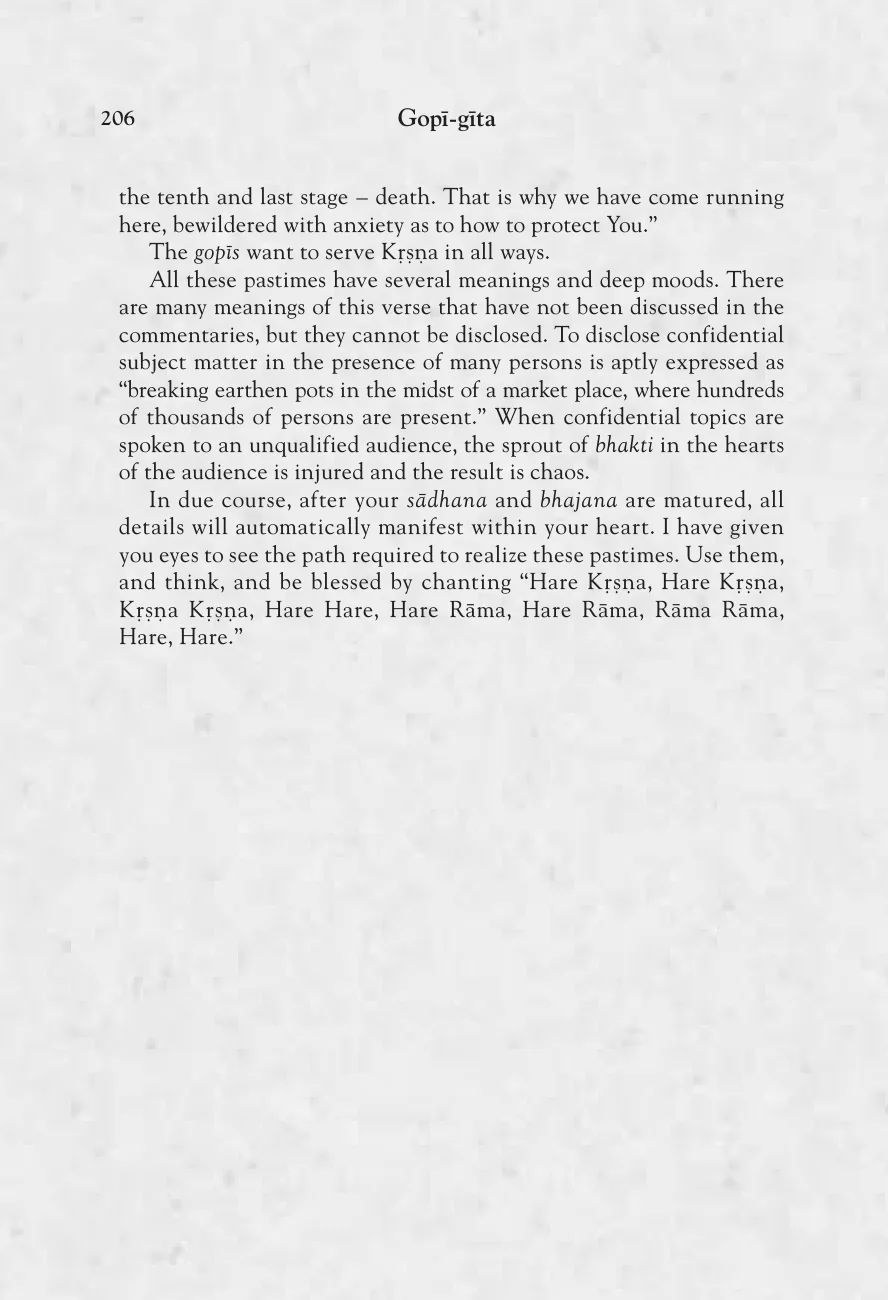 206
Gopī-gīta
the tenth and last stage – death. That is why we have come running
here, bewildered with anxiety as to how to protect You.”
The gopīs want to serve Kṛṣṇa in all ways.
All these pastimes have several meanings and deep moods. There
are many meanings of this verse that have not been discussed in the
commentaries, but they cannot be disclosed. To disclose confidential
subject matter in the presence of many persons is aptly expressed as
“breaking earthen pots in the midst of a market place, where hundreds
of thousands of persons are present.” When confidential topics are
spoken to an unqualified audience, the sprout of bhakti in the hearts
of the audience is injured and the result is chaos.
In due course, after your sādhana and bhajana are matured, all
details will automatically manifest within your heart. I have given
you eyes to see the path required to realize these pastimes. Use them,
and think, and be blessed by chanting “Hare Kṛṣṇa, Hare Kṛṣṇa,
Kṛṣṇa Kṛṣṇa, Hare Hare, Hare Rāma, Hare Rāma, Rāma Rāma,
Hare, Hare.”